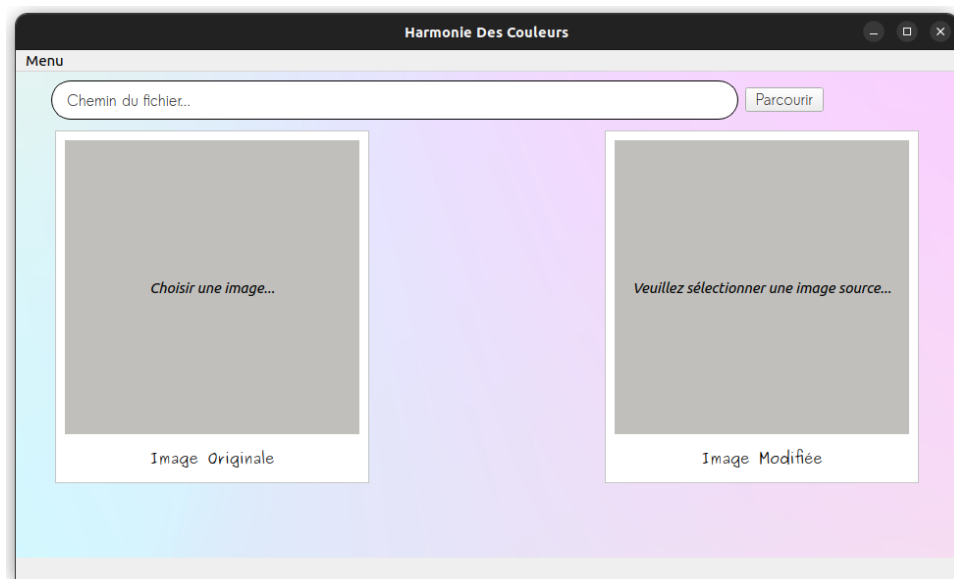 Harmonie Des Couleurs
Menu
Chemin du fichier...
Parcourir
Choisir une image...
Veuillez sélectionner une image source...
Image Originale
Image Modifiée